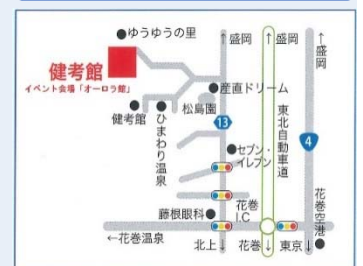 ゆうゆうの里
↑盛岡
↑盛岡
↑盛岡
健考館
イベント会場「オーロラ館」
産直ドリーム
松島園
健考館
ひまわり温泉
13
東北自動車道
4
セブン-
イレブン
花巻
I.C
藤根眼科
花巻空港
←花巻温泉
北上↓
花巻↓
東京↓